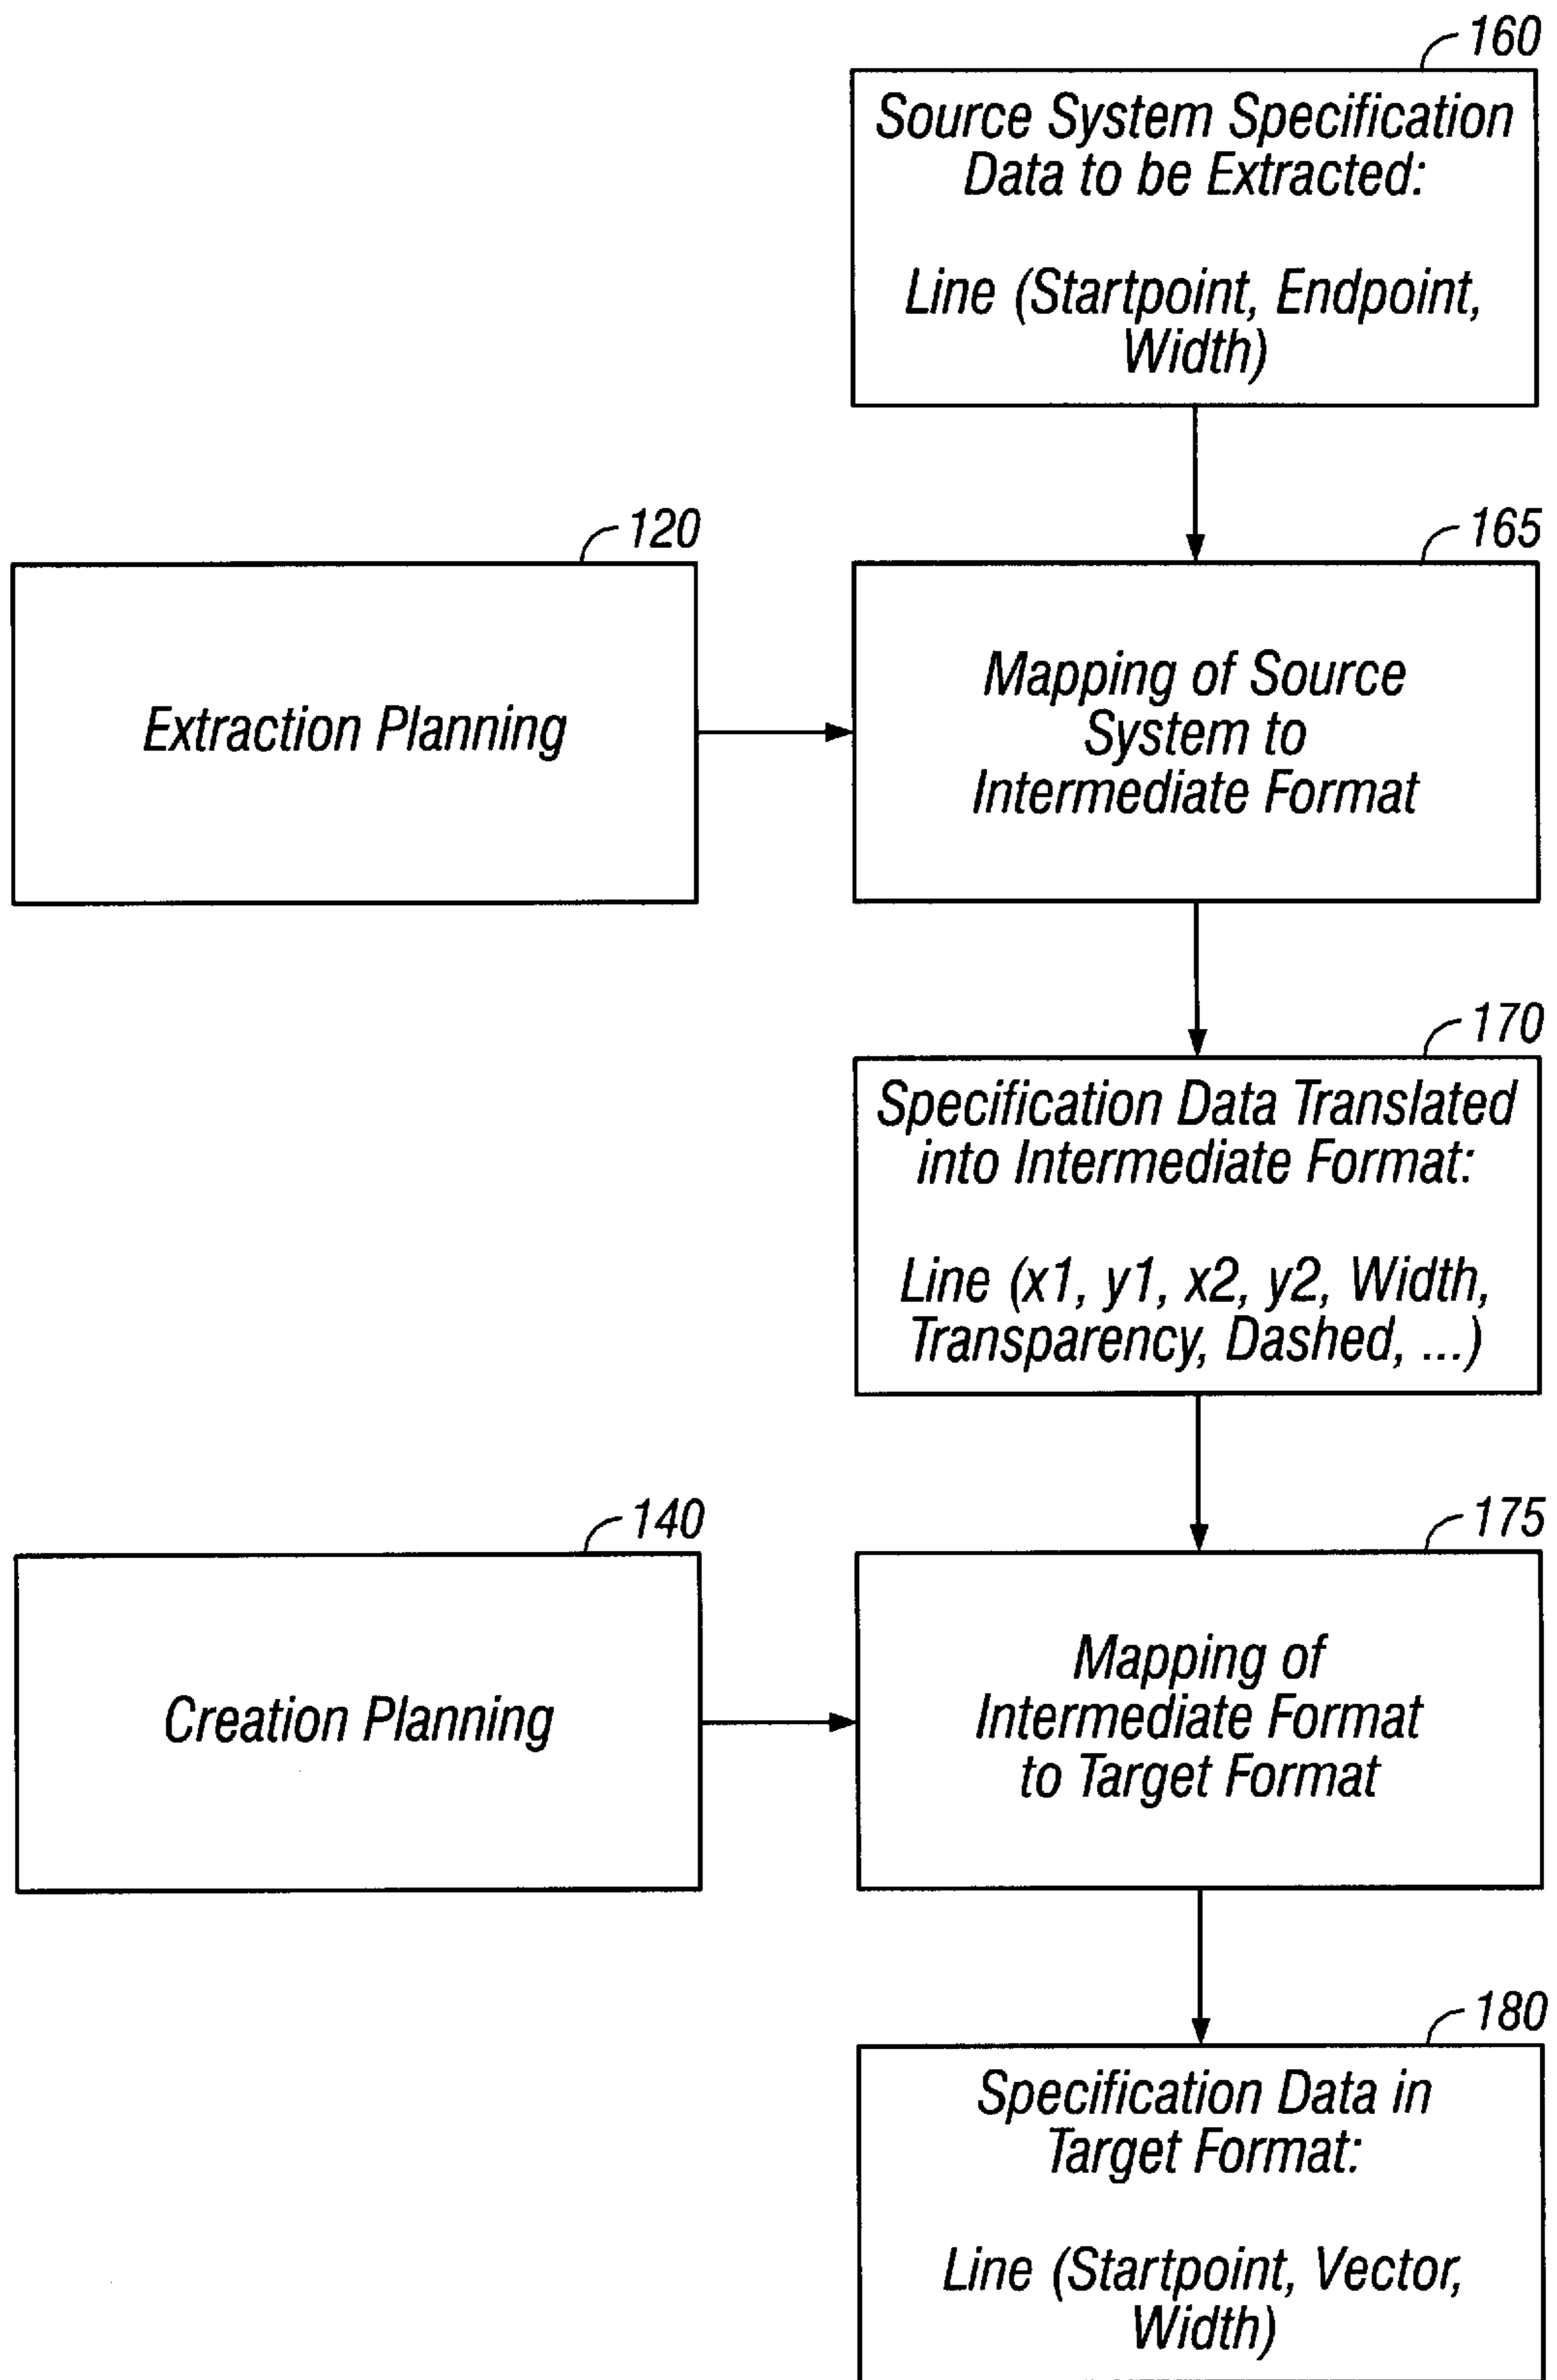 160
Source System Specification
Data to be Extracted:
Line (Startpoint, Endpoint,
Width)
120
Extraction Planning
165
Mapping of Source
System to
Intermediate Format
170
Specification Data Translated
into Intermediate Format:
Line (x1, y1, x2, y2, Width,
Transparency, Dashed, ...)
140
Creation Planning
175
Mapping of
Intermediate Format
to Target Format
180
Specification Data in
Target Format:
Line (Startpoint, Vector,
Width)